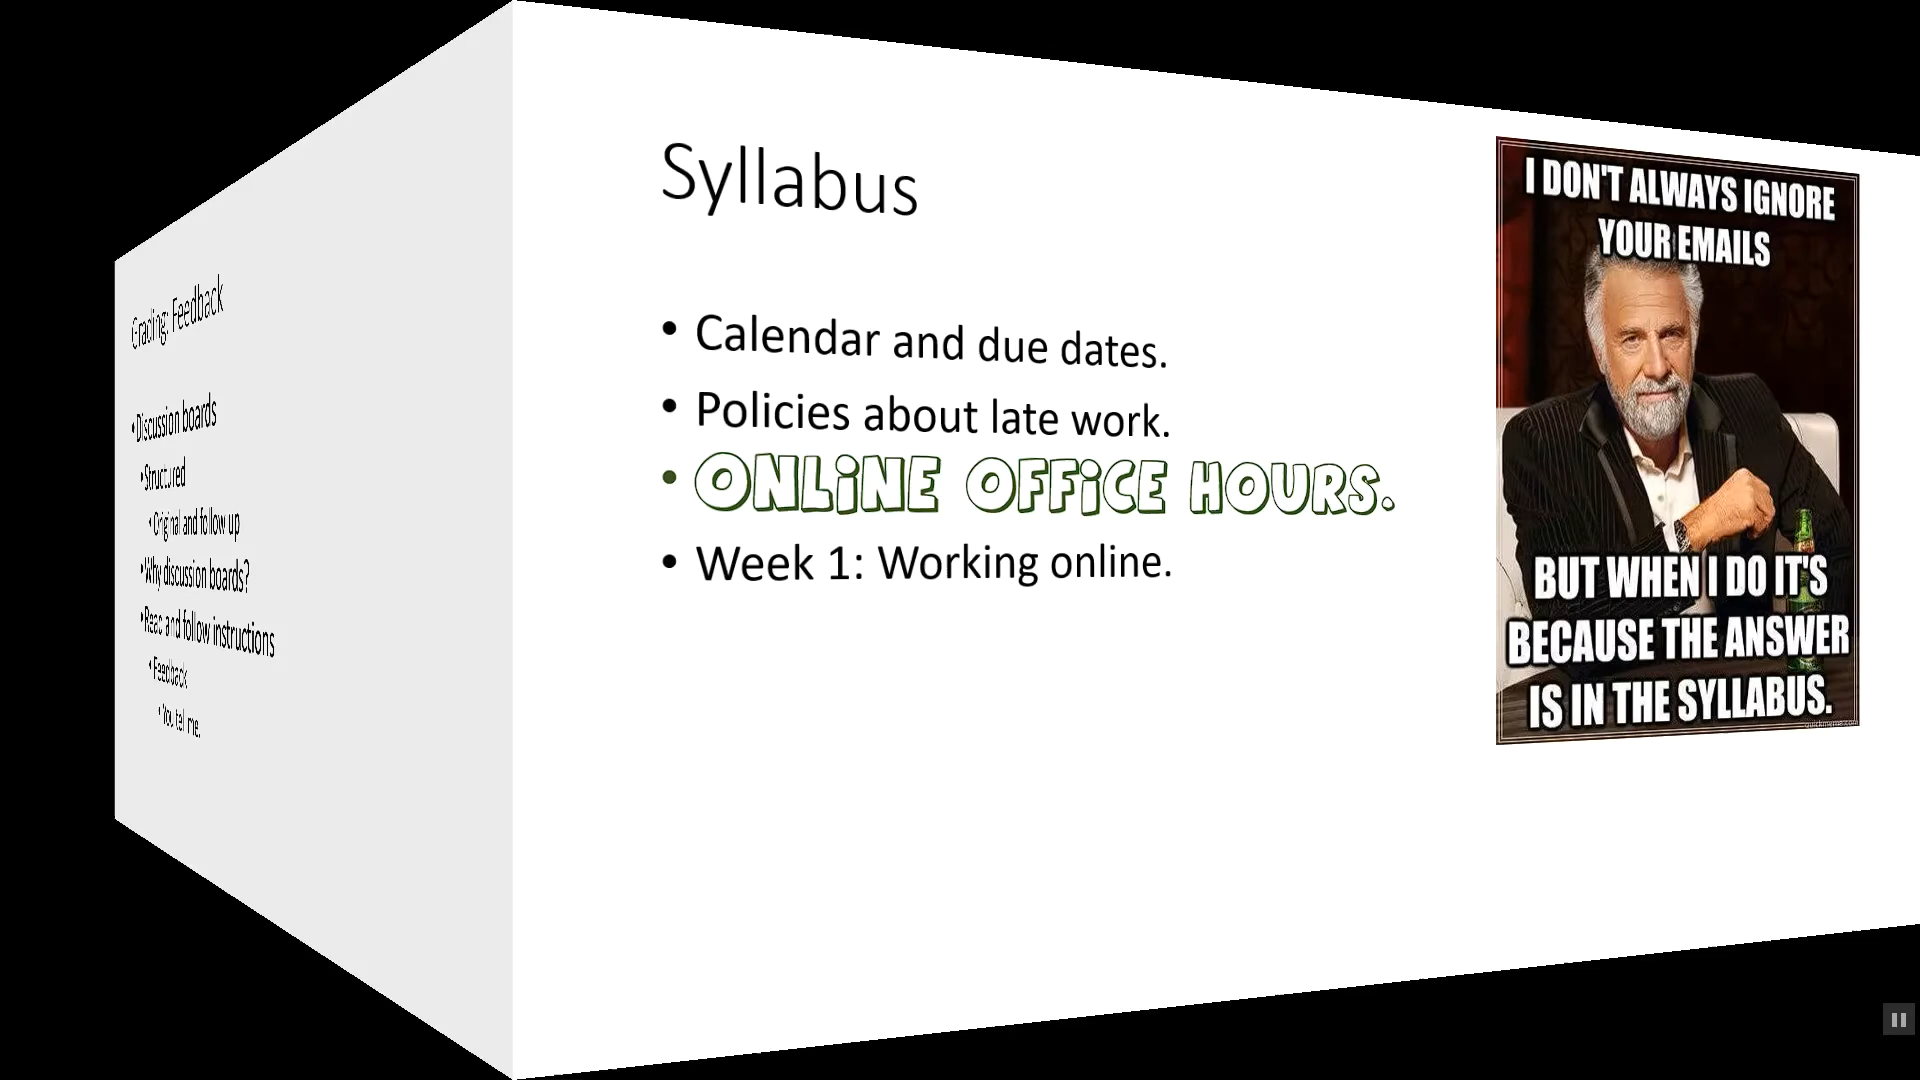 Grading: Feedback
•Discussion boards
•Structured
•Original and follow up
•Why discussion boards?
•Read and follow instructions
•Feedback
•You tell me.
Syllabus
• Calendar and due dates.
• Policies about late work.
• ONLiNE OFFiCE HOURS.
• Week 1: Working online.
I DON'T ALWAYS IGNORE
YOUR EMAILS
BUT WHEN I DO IT'S
BECAUSE THE ANSWER
IS IN THE SYLLABUS.